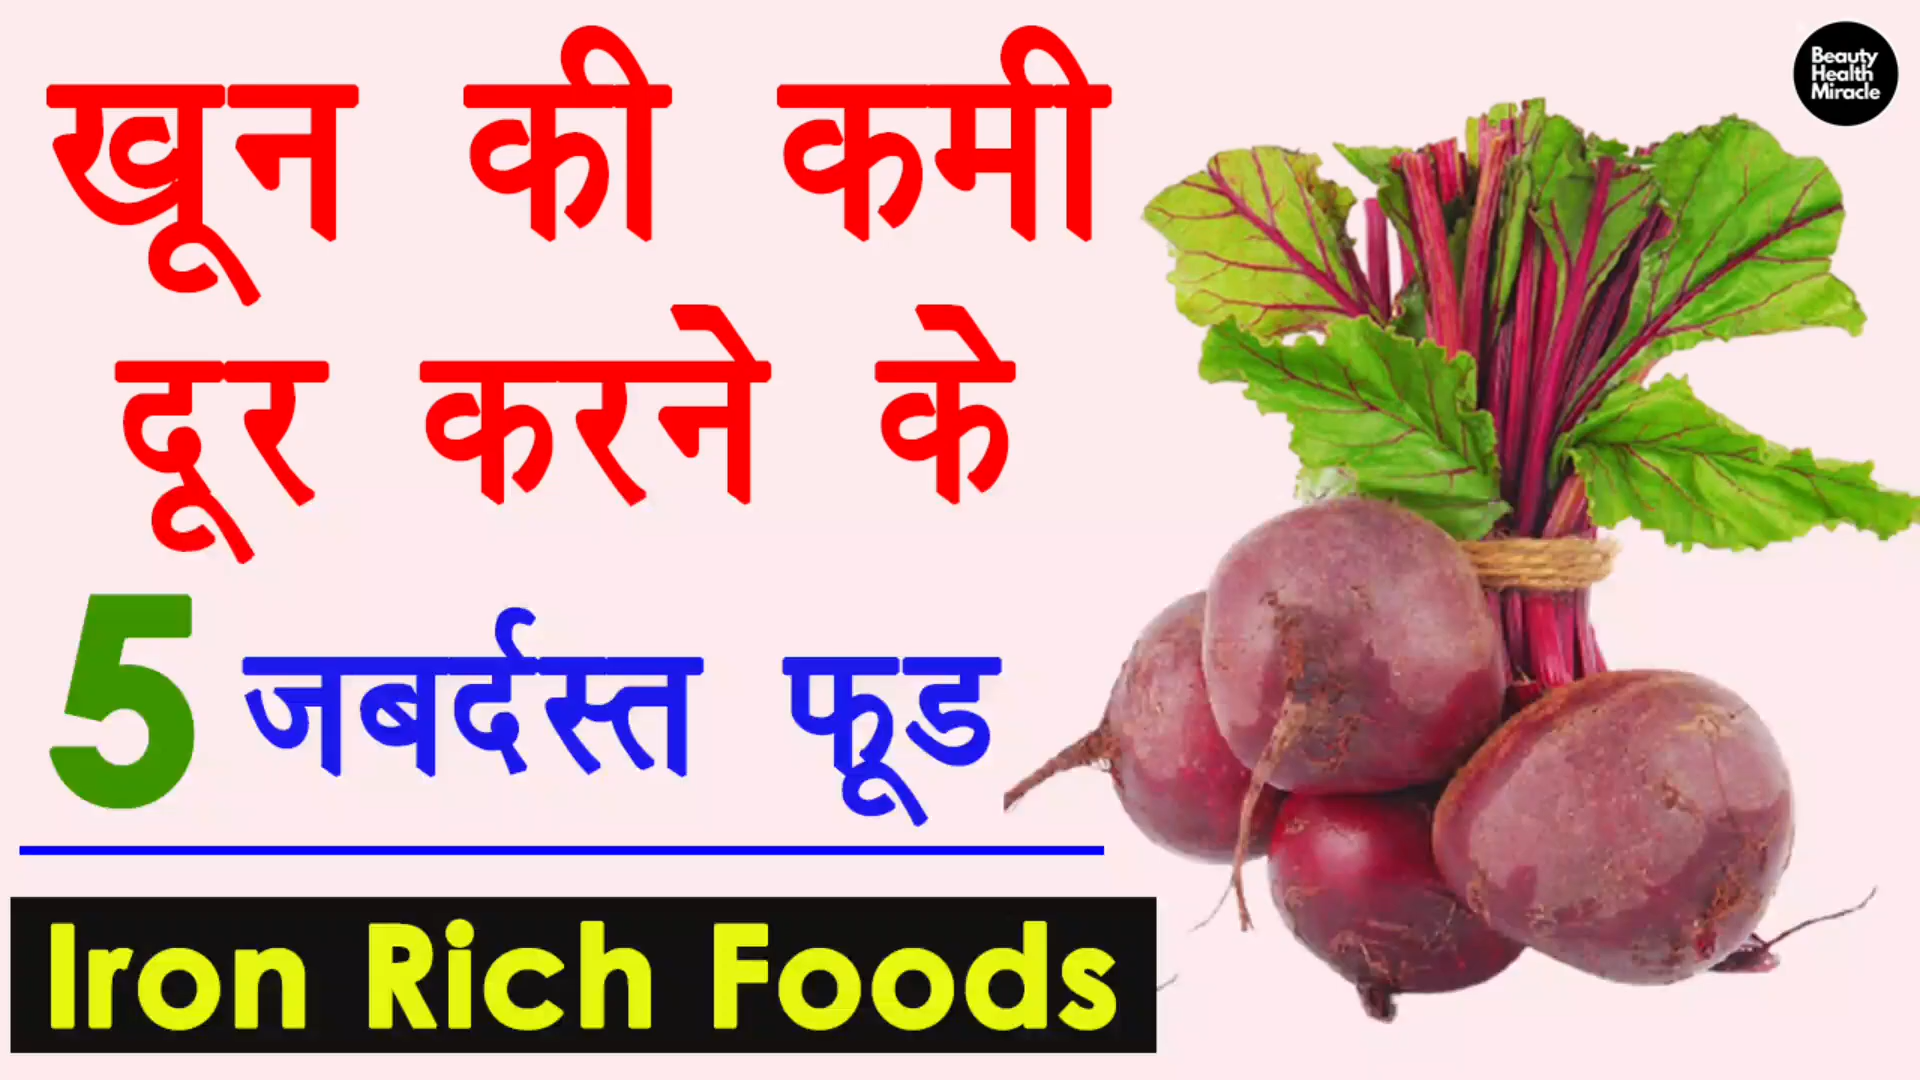 खून की कमी
दूर करने के
5 जबर्दस्त फूड
Iron Rich Foods
Beauty
Health
Miracle